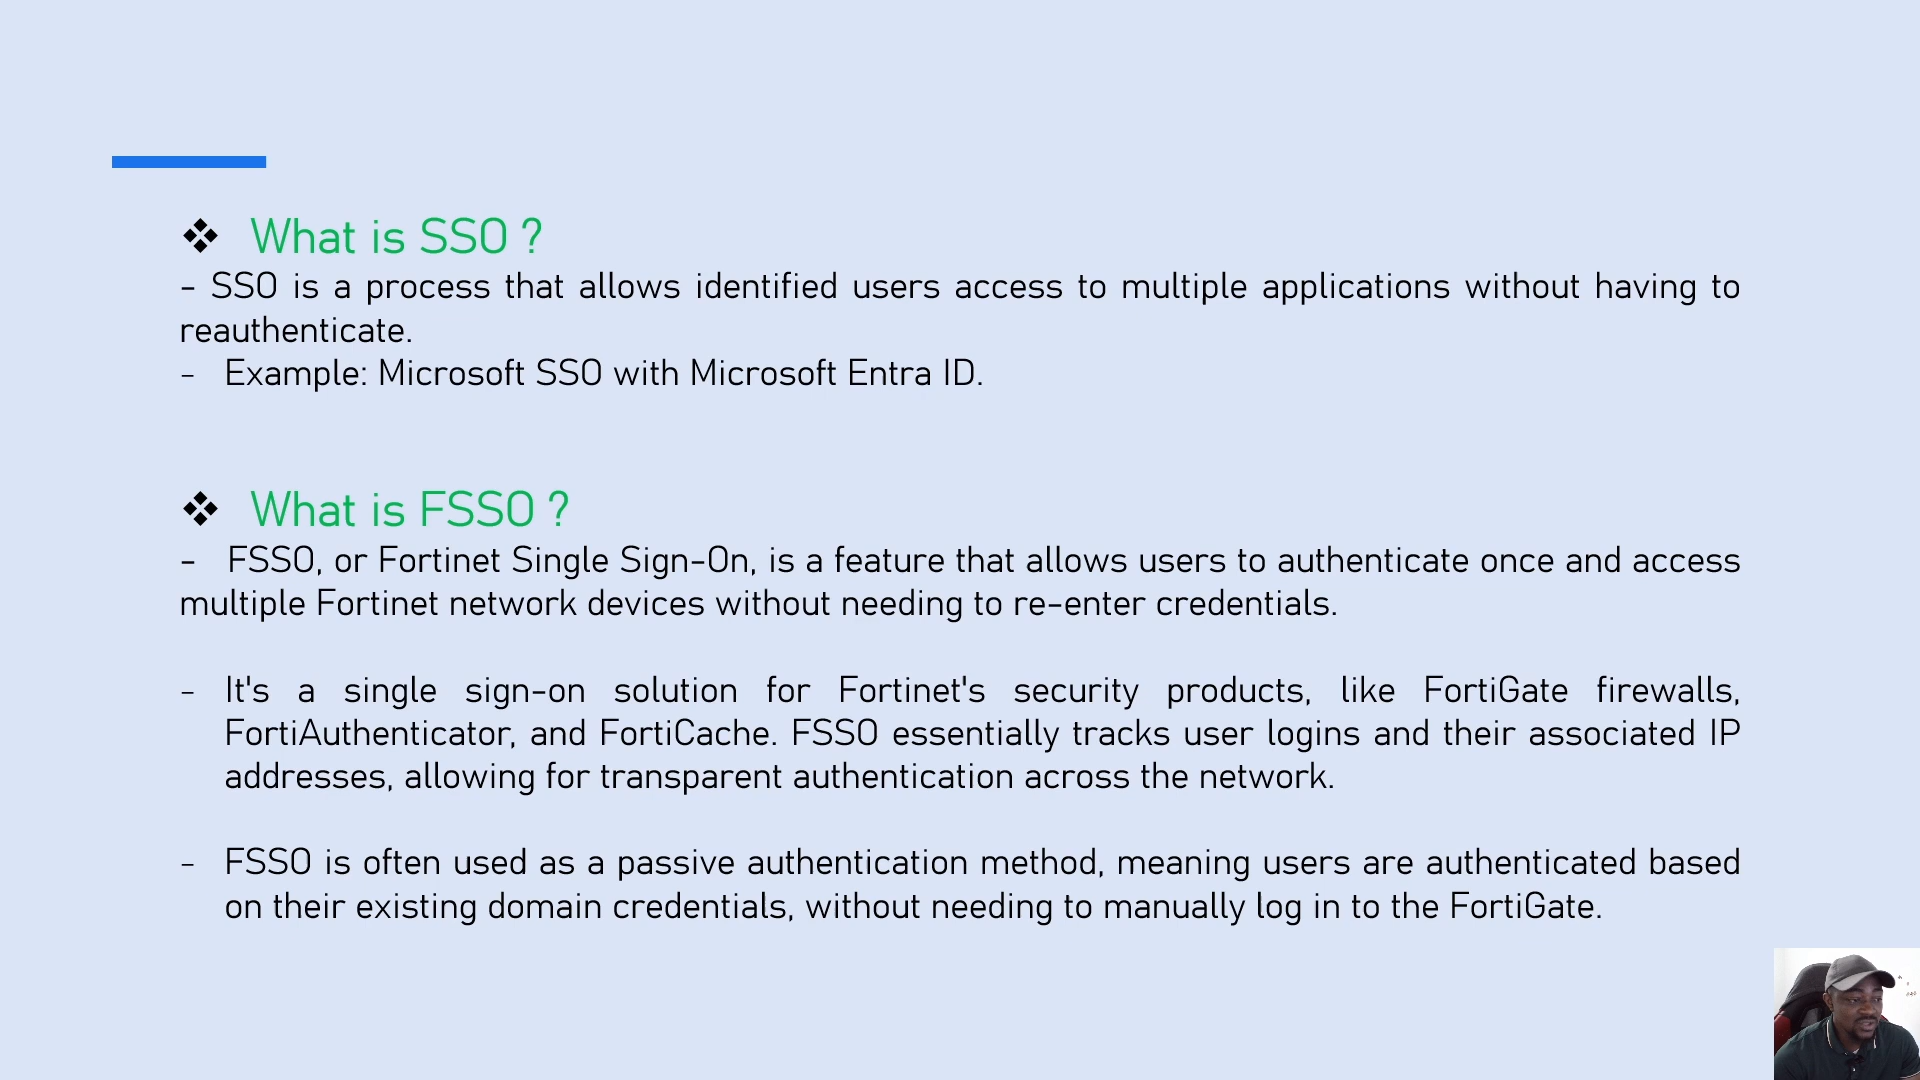 ❖ What is SSO ?
- SSO is a process that allows identified users access to multiple applications without having to
reauthenticate.
- Example: Microsoft SSO with Microsoft Entra ID.
❖ What is FSSO ?
- FSSO, or Fortinet Single Sign-On, is a feature that allows users to authenticate once and access
multiple Fortinet network devices without needing to re-enter credentials.
- It's a single sign-on solution for Fortinet's security products, like FortiGate firewalls,
FortiAuthenticator, and FortiCache. FSSO essentially tracks user logins and their associated IP
addresses, allowing for transparent authentication across the network.
- FSSO is often used as a passive authentication method, meaning users are authenticated based
on their existing domain credentials, without needing to manually log in to the FortiGate.